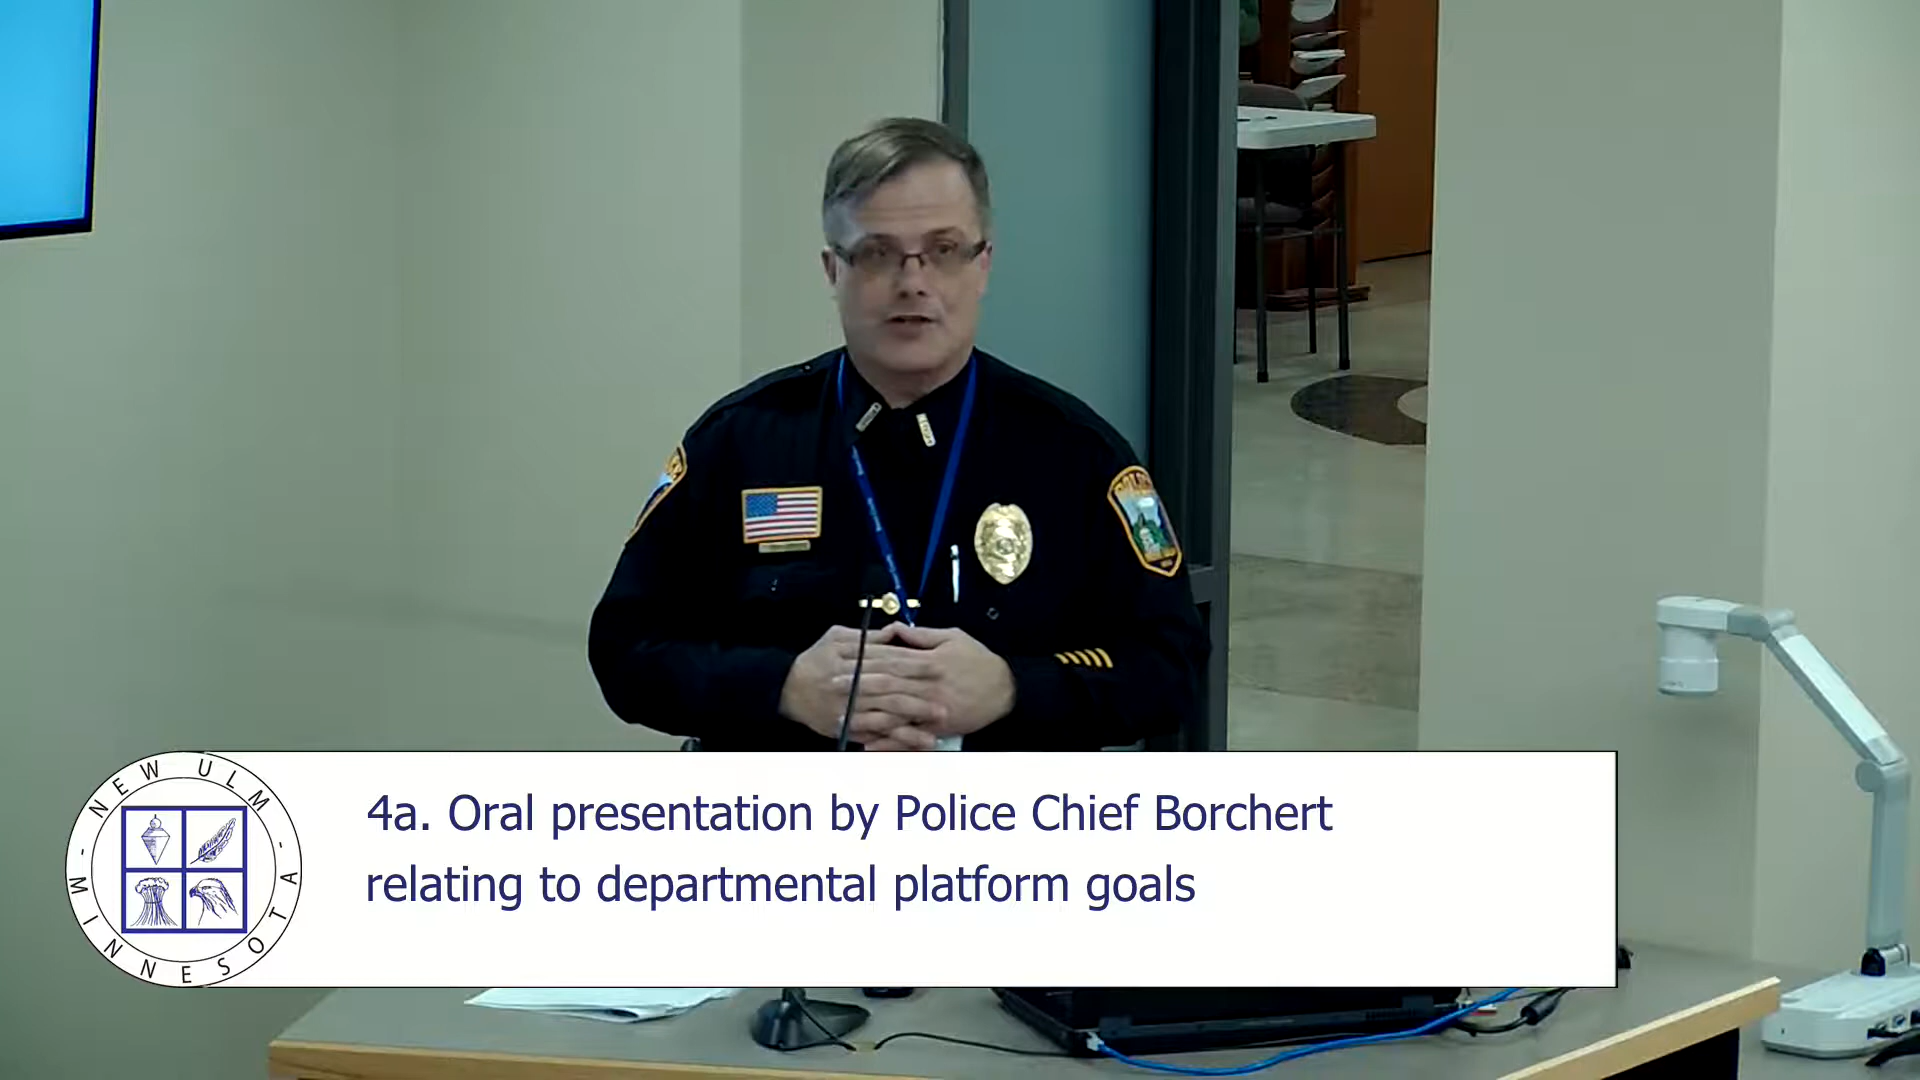 4a. Oral presentation by Police Chief Borchert
relating to departmental platform goals
NEW ULM
MINNESOTA